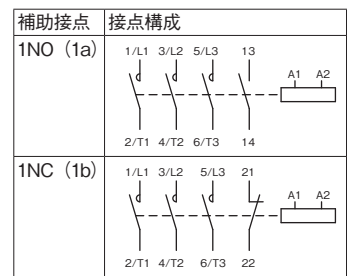 補助接点 接点構成
1NO（1a）
1/L1 3/L2 5/L3 13
A1 A2
2/T1 4/T2 6/T3 14
1NC（1b）
1/L1 3/L2 5/L3 21
A1 A2
2/T1 4/T2 6/T3 22